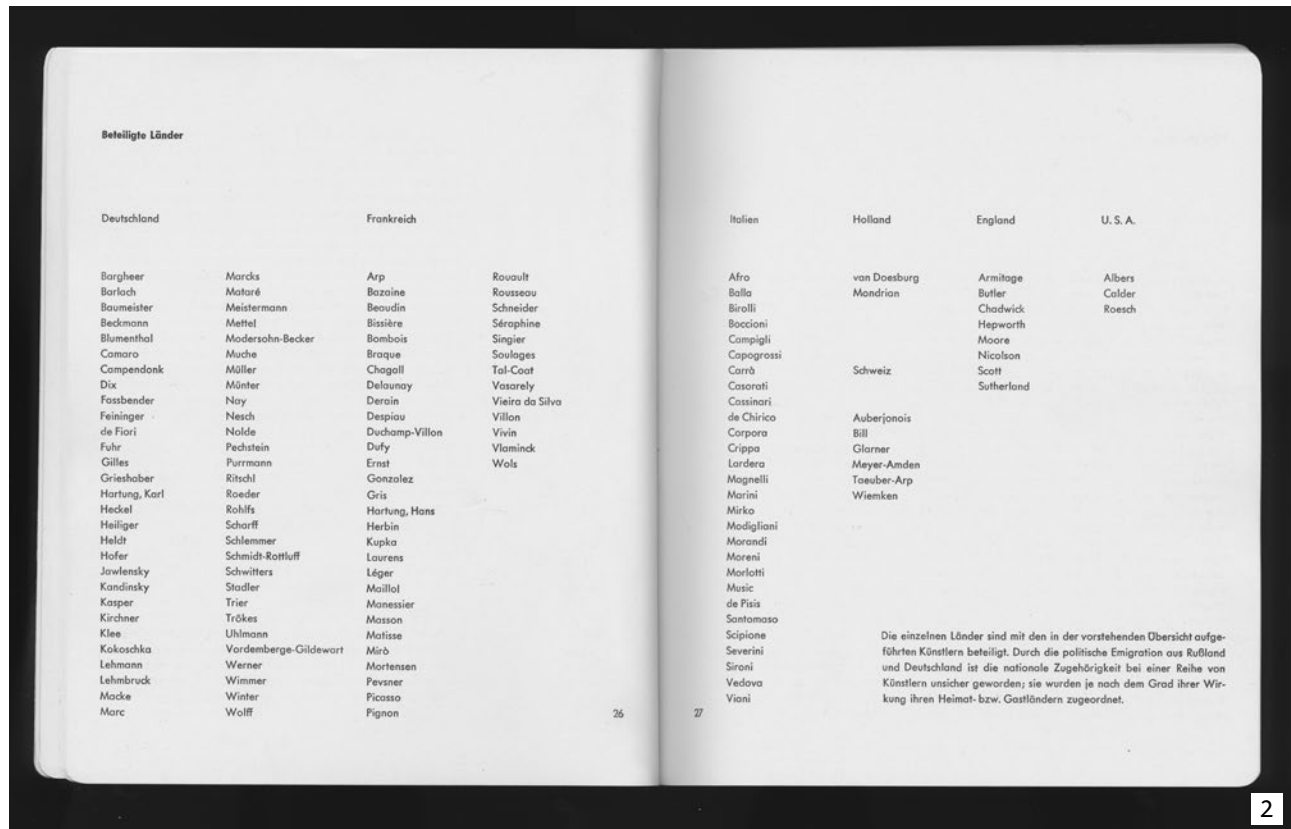 Beteiligte Länder
Deutschland
Bargheer
Barlach
Baumeister
Beckmann
Blumenthal
Camaro
Campendonk
Dix
Fassbender
Feininger
de Fiori
Fuhr
Gilles
Grieshaber
Hartung, Karl
Heckel
Heiliger
Heldt
Hofer
Jawlensky
Kandinsky
Kasper
Kirchner
Klee
Kokoschka
Lehmann
Lehmbruck
Macke
Marc
Marcks
Mataré
Meistermann
Mettel
Modersohn-Becker
Muche
Müller
Münter
Nay
Nesch
Nolde
Pechstein
Purrmann
Ritschl
Roeder
Rohlfs
Scharff
Schlemmer
Schmidt-Rottluff
Schwitters
Stadler
Trier
Trökes
Uhlmann
Vordemberge-Gildewart
Werner
Wimmer
Winter
Wolff
Frankreich
Arp
Bazaine
Beaudin
Bissière
Bombois
Braque
Chagall
Delaunay
Derain
Despiau
Duchamp-Villon
Dufy
Ernst
Gonzalez
Gris
Hartung, Hans
Herbin
Kupka
Laurens
Léger
Maillol
Manessier
Masson
Matisse
Mirò
Mortensen
Pevsner
Picasso
Pignon
Rouault
Rousseau
Schneider
Séraphine
Singier
Soulages
Tal-Coat
Vasarely
Vieira da Silva
Villon
Vivin
Vlaminck
Wols
26
Italien
Afro
Balla
Birolli
Boccioni
Campigli
Capogrossi
Carrà
Casorati
Cassinari
de Chirico
Corpora
Crippa
Lardera
Magnelli
Marini
Mirko
Modigliani
Morandi
Moreni
Morlotti
Music
de Pisis
Santomaso
Scipione
Severini
Sironi
Vedova
Viani
Holland
van Doesburg
Mondrian
Schweiz
Auberjonois
Bill
Glarner
Meyer-Amden
Taeuber-Arp
Wiemken
England
Armitage
Butler
Chadwick
Hepworth
Moore
Nicolson
Scott
Sutherland
U. S. A.
Albers
Calder
Roesch
Die einzelnen Länder sind mit den in der vorstehenden Übersicht aufge-
führten Künstlern beteiligt. Durch die politische Emigration aus Rußland
und Deutschland ist die nationale Zugehörigkeit bei einer Reihe von
Künstlern unsicher geworden; sie wurden je nach dem Grad ihrer Wir-
kung ihren Heimat- bzw. Gastländern zugeordnet.
27
2